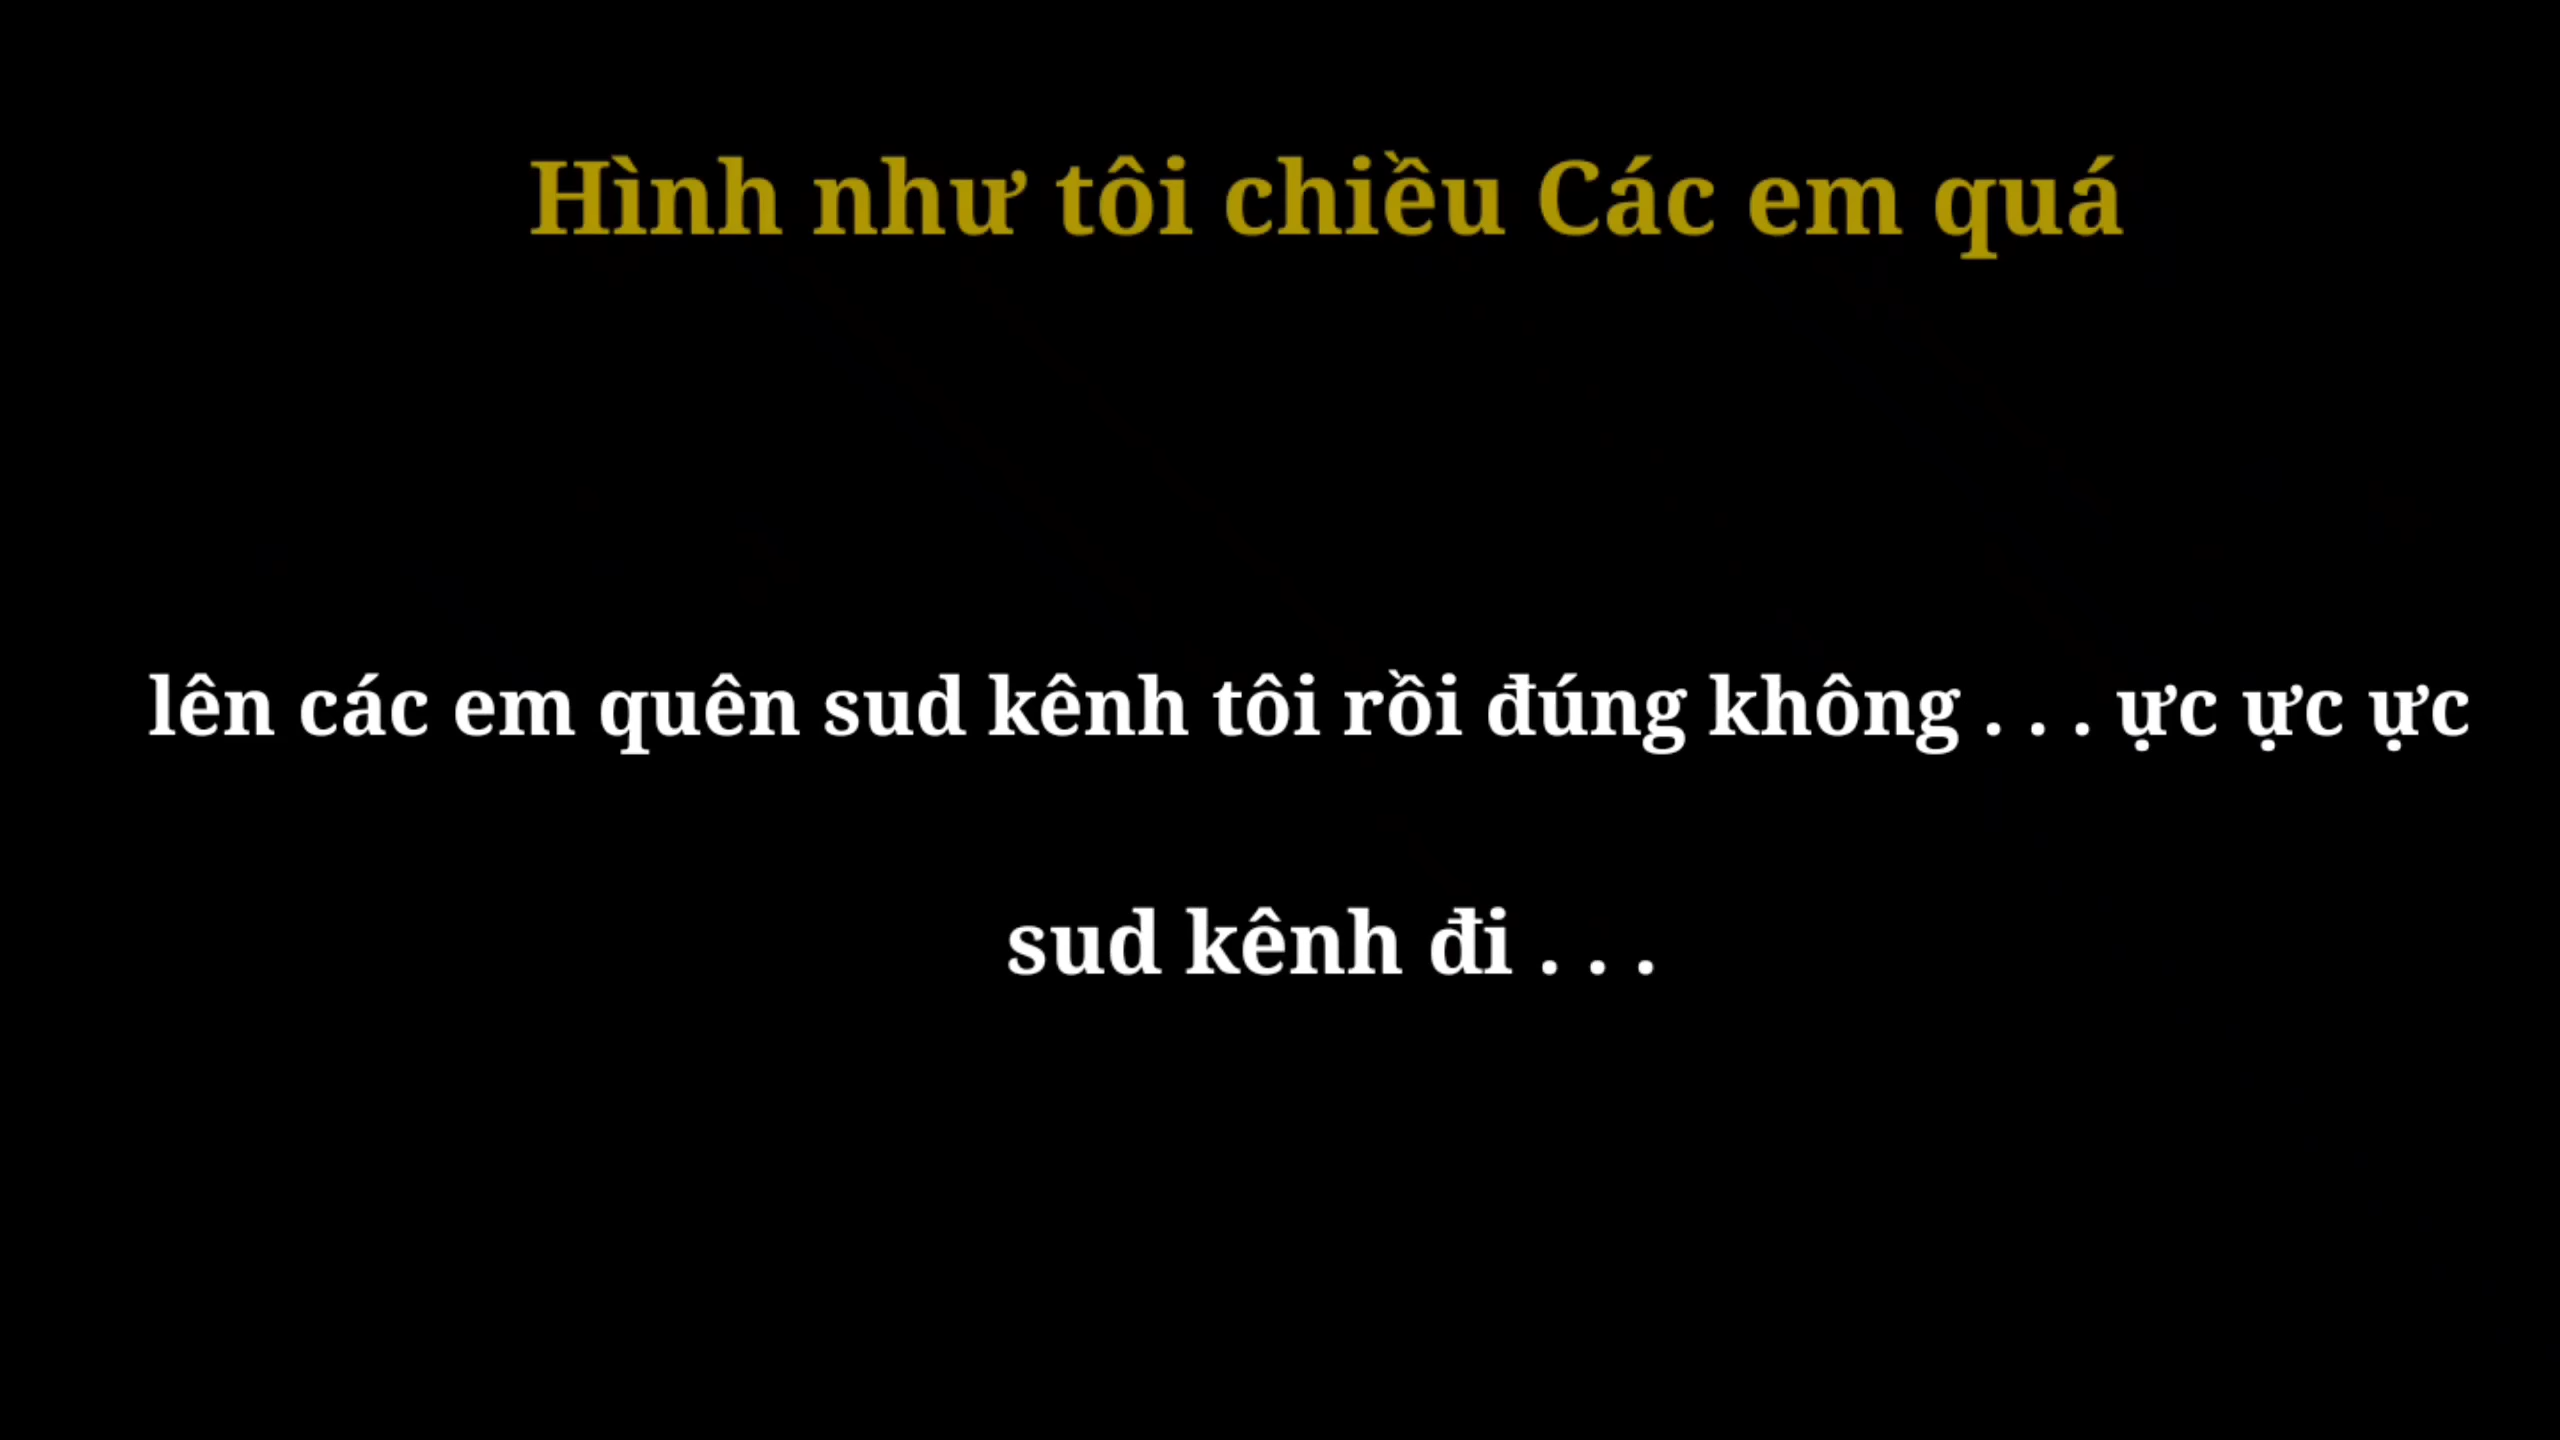 Hình như tôi chiều Các em quá
lên các em quên sud kênh tôi rồi đúng không . . . ực ực ực
sud kênh đi . . .